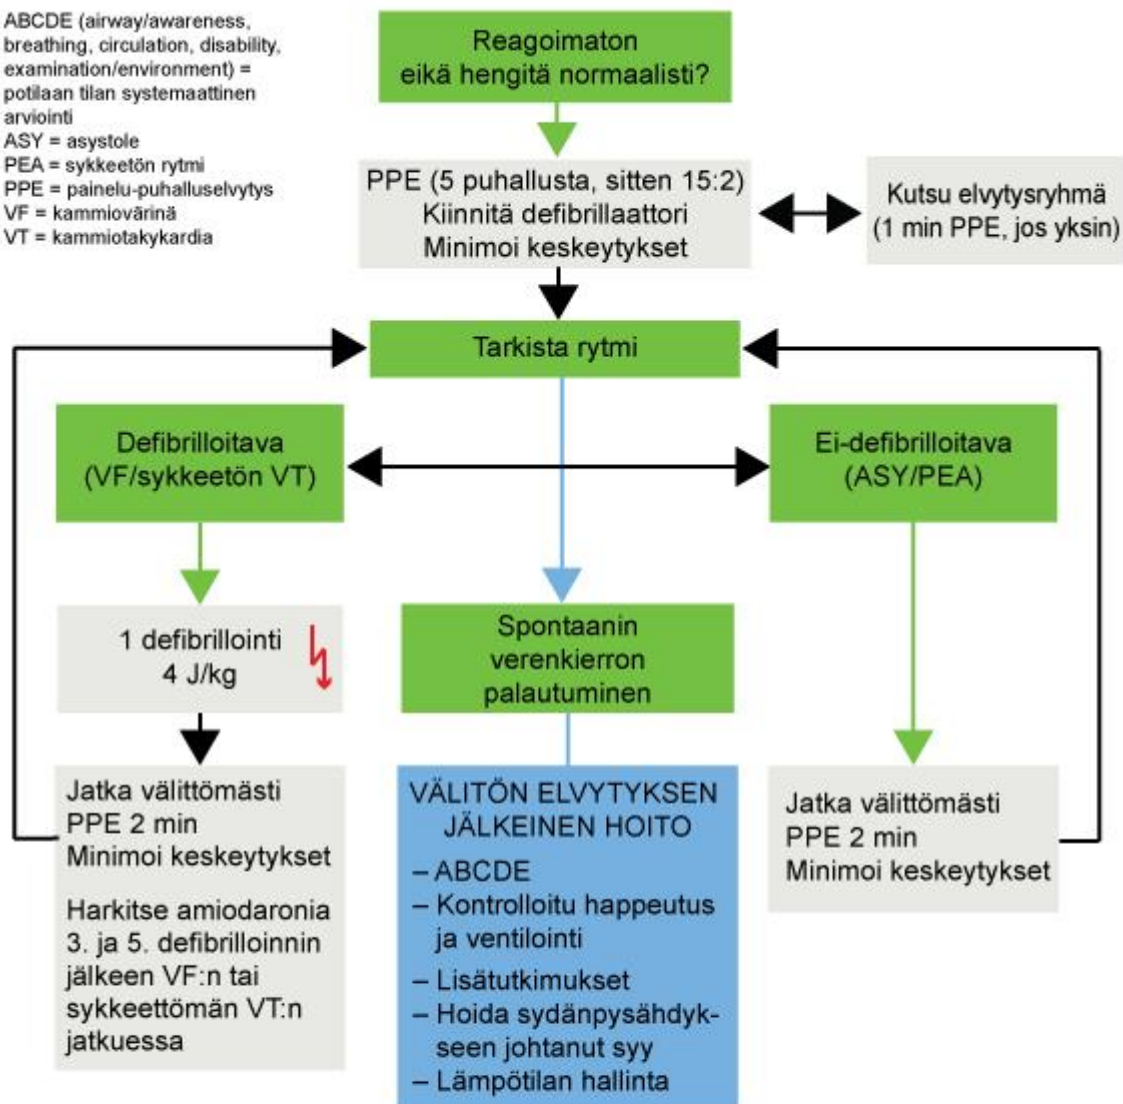 ABCDE (airway/awareness,
breathing, circulation, disability,
examination/environment) =
potilaan tilan systemaattinen
arviointi
ASY = asystole
PEA = sykkeetön rytmi
PPE = painelu-puhalluselvytys
VF = kammiovärinä
VT = kammiotakykardia
Reagoimaton
eikä hengitä normaalisti?
PPE (5 puhallusta, sitten 15:2)
Kiinnitä defibrillaattori
Minimoi keskeytykset
Kutsu elvytysryhmä
(1 min PPE, jos yksin)
Tarkista rytmi
Defibrilloitava
(VF/sykkeetön VT)
Ei-defibrilloitava
(ASY/PEA)
1 defibrillointi
4 J/kg
Spontaanin
verenkierron
palautuminen
Jatka välittömästi
PPE 2 min
Minimoi keskeytykset
Harkitse amiodaronia
3. ja 5. defibrilloinnin
jälkeen VF:n tai
sykkeettömän VT:n
jatkuessa
VÄLITÖN ELVYTYKSEN
JÄLKEINEN HOITO
– ABCDE
– Kontrolloitu happeutus
ja ventilointi
– Lisätutkimukset
– Hoida sydänpysähdyk-
seen johtanut syy
– Lämpötilan hallinta
Jatka välittömästi
PPE 2 min
Minimoi keskeytykset